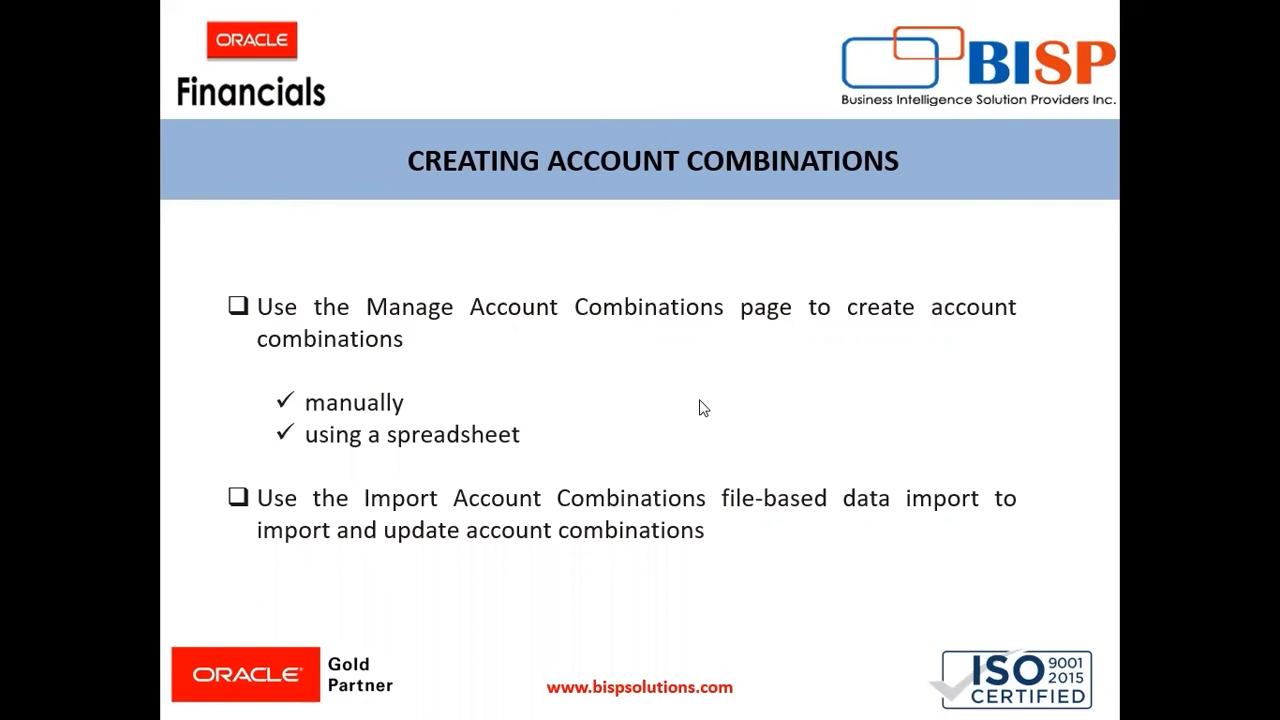 ORACLE
Financials
BISP
Business Intelligence Solution Providers Inc.
CREATING ACCOUNT COMBINATIONS
Use the Manage Account Combinations page to create account
combinations
manually
using a spreadsheet
Use the Import Account Combinations file-based data import to
import and update account combinations
ORACLE®
Gold
Partner
www.bispsolutions.com
ISO 9001
2015
CERTIFIED